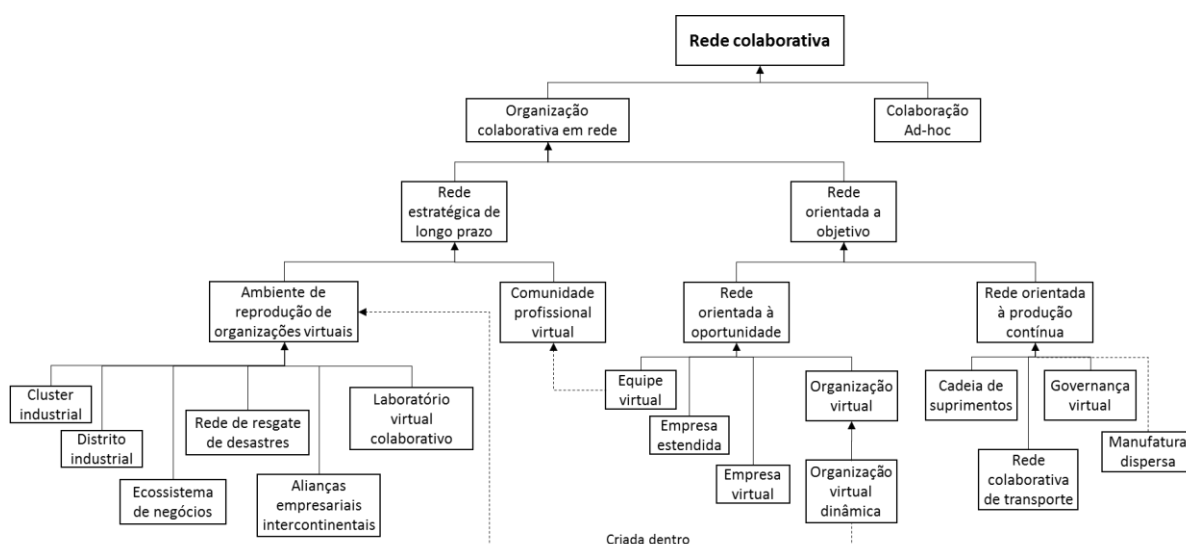 Rede colaborativa
Organização
colaborativa em rede
Colaboração
Ad-hoc
Rede
estratégica de
longo prazo
Rede
orientada a
objetivo
Ambiente de
reprodução de
organizações virtuais
Comunidade
profissional
virtual
Rede
orientada à
oportunidade
Rede orientada
à produção
contínua
Cluster
industrial
Distrito
industrial
Ecossistema
de negócios
Rede de resgate
de desastres
Alianças
empresariais
intercontinentais
Laboratório
virtual
colaborativo
Equipe
virtual
Empresa
estendida
Empresa
virtual
Organização
virtual
Organização
virtual
dinâmica
Cadeia de
suprimentos
Rede
colaborativa
de transporte
Governança
virtual
Manufatura
dispersa
Criada dentro